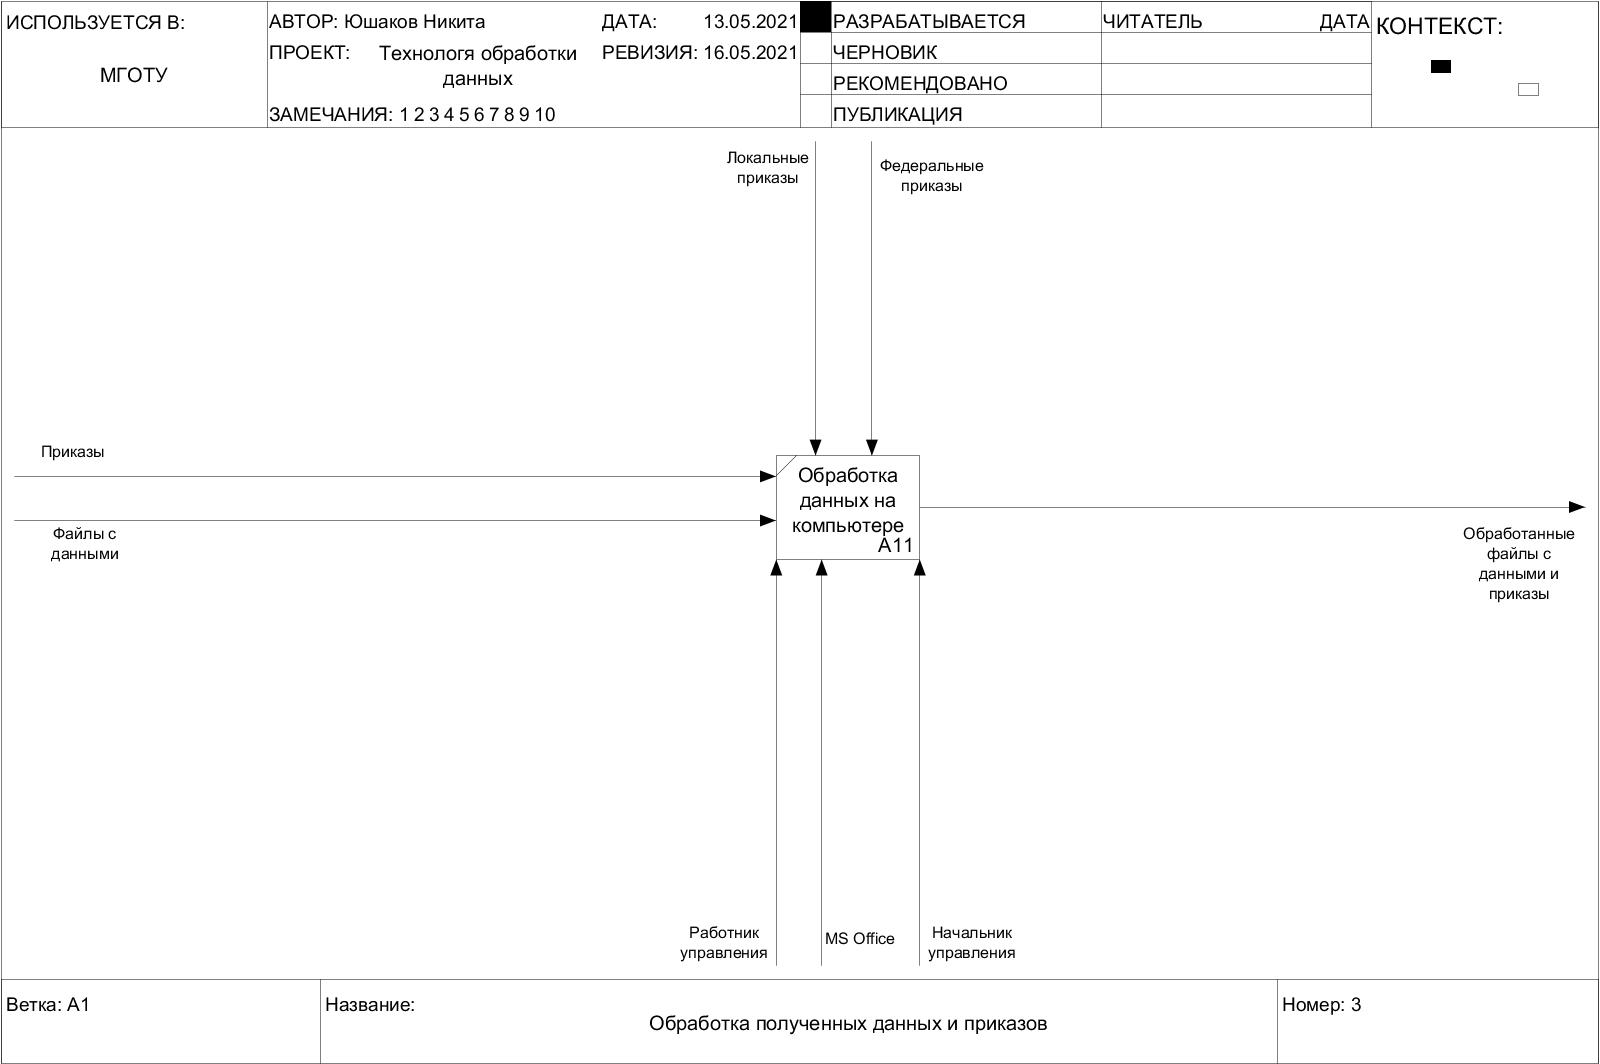 ИСПОЛЬЗУЕТСЯ В:
МГОТУ
АВТОР: Юшаков Никита
ДАТА: 13.05.2021
ПРОЕКТ: Технологя обработки
данных
РЕВИЗИЯ: 16.05.2021
ЗАМЕЧАНИЯ: 1 2 3 4 5 6 7 8 9 10
РАЗРАБАТЫВАЕТСЯ
ЧЕРНОВИК
РЕКОМЕНДОВАНО
ПУБЛИКАЦИЯ
ЧИТАТЕЛЬ ДАТА
КОНТЕКСТ:
Локальные
приказы
Федеральные
приказы
Приказы
Файлы с
данными
Обработка
данных на
компьютере
А11
Обработанные
файлы с
данными и
приказы
Работник
управления
MS Office
Начальник
управления
Ветка: А1
Название:
Обработка полученных данных и приказов
Номер: 3